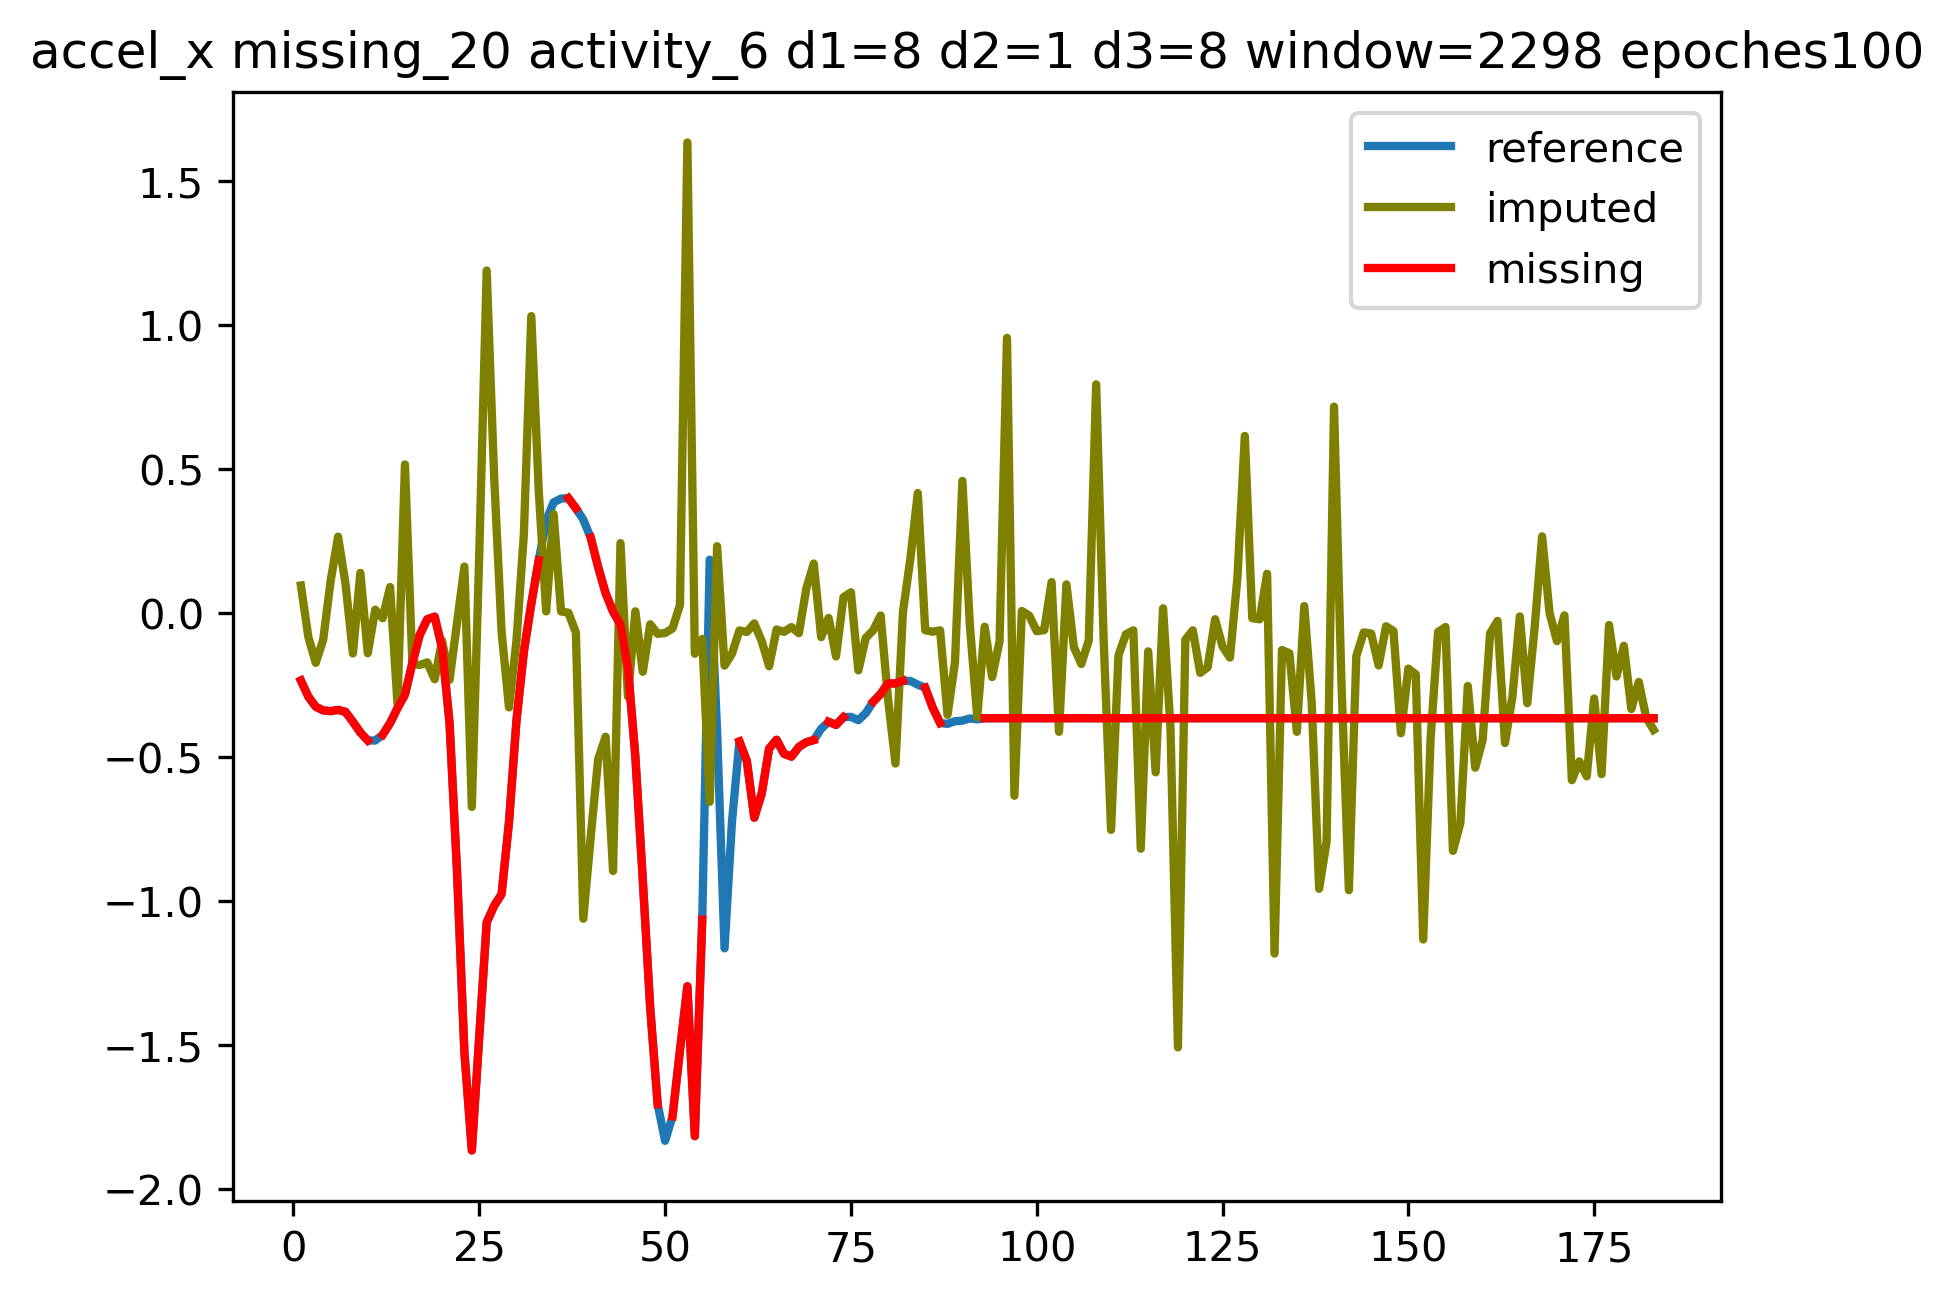 accel_x missing_20 activity_6 d1=8 d2=1 d3=8 window=2298 epoches100
reference
imputed
missing
1.5
1.0
0.5
0.0
−0.5
−1.0
−1.5
−2.0
0 25 50 75 100 125 150 175